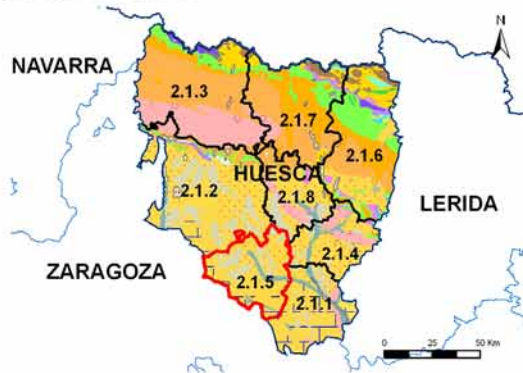 N
NAVARRA
2.1.3
2.1.7
2.1.6
HUESCA
2.1.2
2.1.8
LERIDA
2.1.4
ZARAGOZA
2.1.5
2.1.1
0 25 50 Km